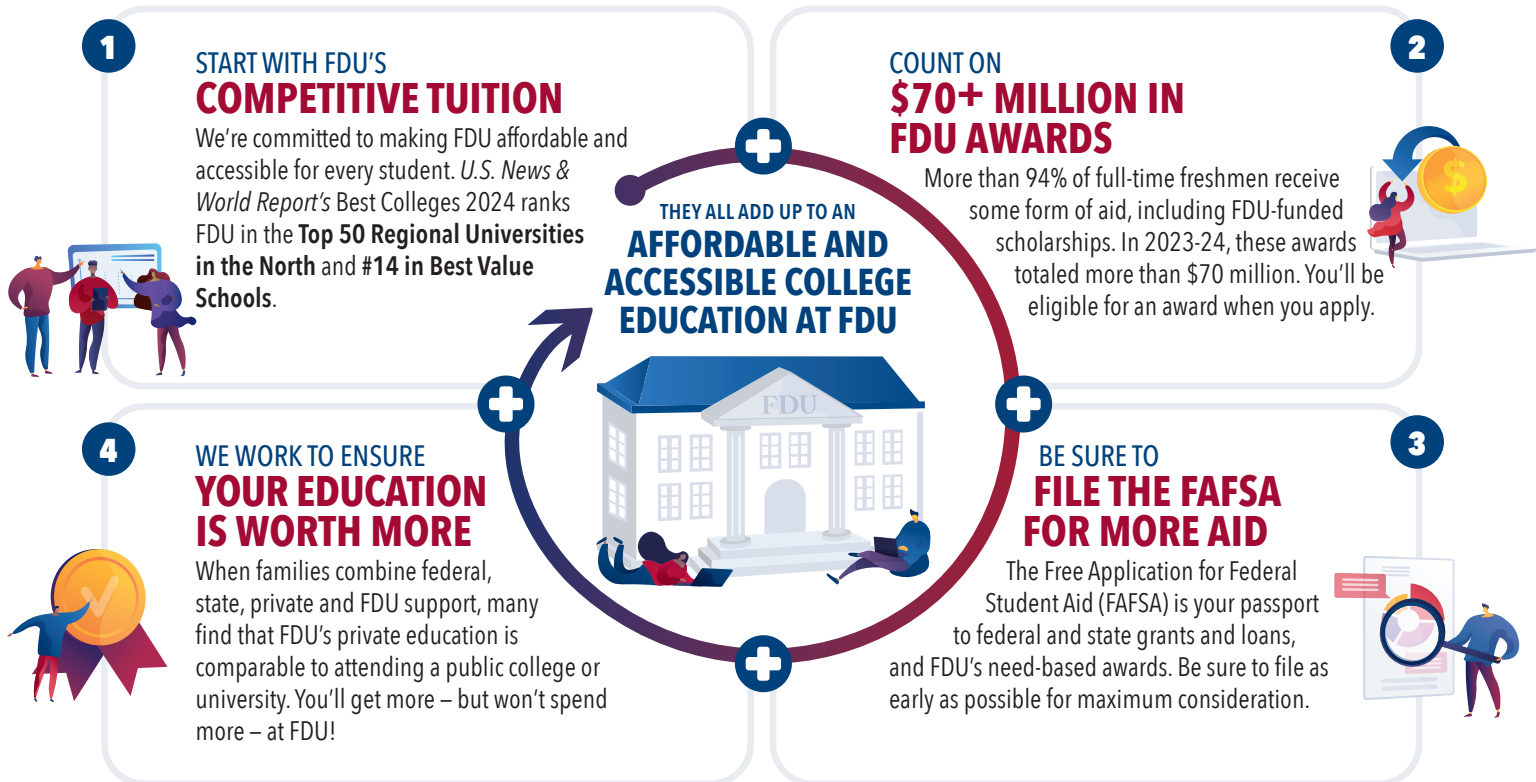 1
START WITH FDU'S
COMPETITIVE TUITION
We're committed to making FDU affordable and
accessible for every student. U.S. News &
World Report's Best Colleges 2024 ranks
FDU in the Top 50 Regional Universities
in the North and #14 in Best Value
Schools.
2
COUNT ON
$70+ MILLION IN
FDU AWARDS
More than 94% of full-time freshmen receive
some form of aid, including FDU-funded
scholarships. In 2023-24, these awards
totaled more than $70 million. You'll be
eligible for an award when you apply.
$
THEY ALL ADD UP TO AN
AFFORDABLE AND
ACCESSIBLE COLLEGE
EDUCATION AT FDU
FDU
3
BE SURE TO
FILE THE FAFSA
FOR MORE AID
The Free Application for Federal
Student Aid (FAFSA) is your passport
to federal and state grants and loans,
and FDU's need-based awards. Be sure to file as
early as possible for maximum consideration.
4
WE WORK TO ENSURE
YOUR EDUCATION
IS WORTH MORE
When families combine federal,
state, private and FDU support, many
find that FDU's private education is
comparable to attending a public college or
university. You'll get more – but won't spend
more – at FDU!